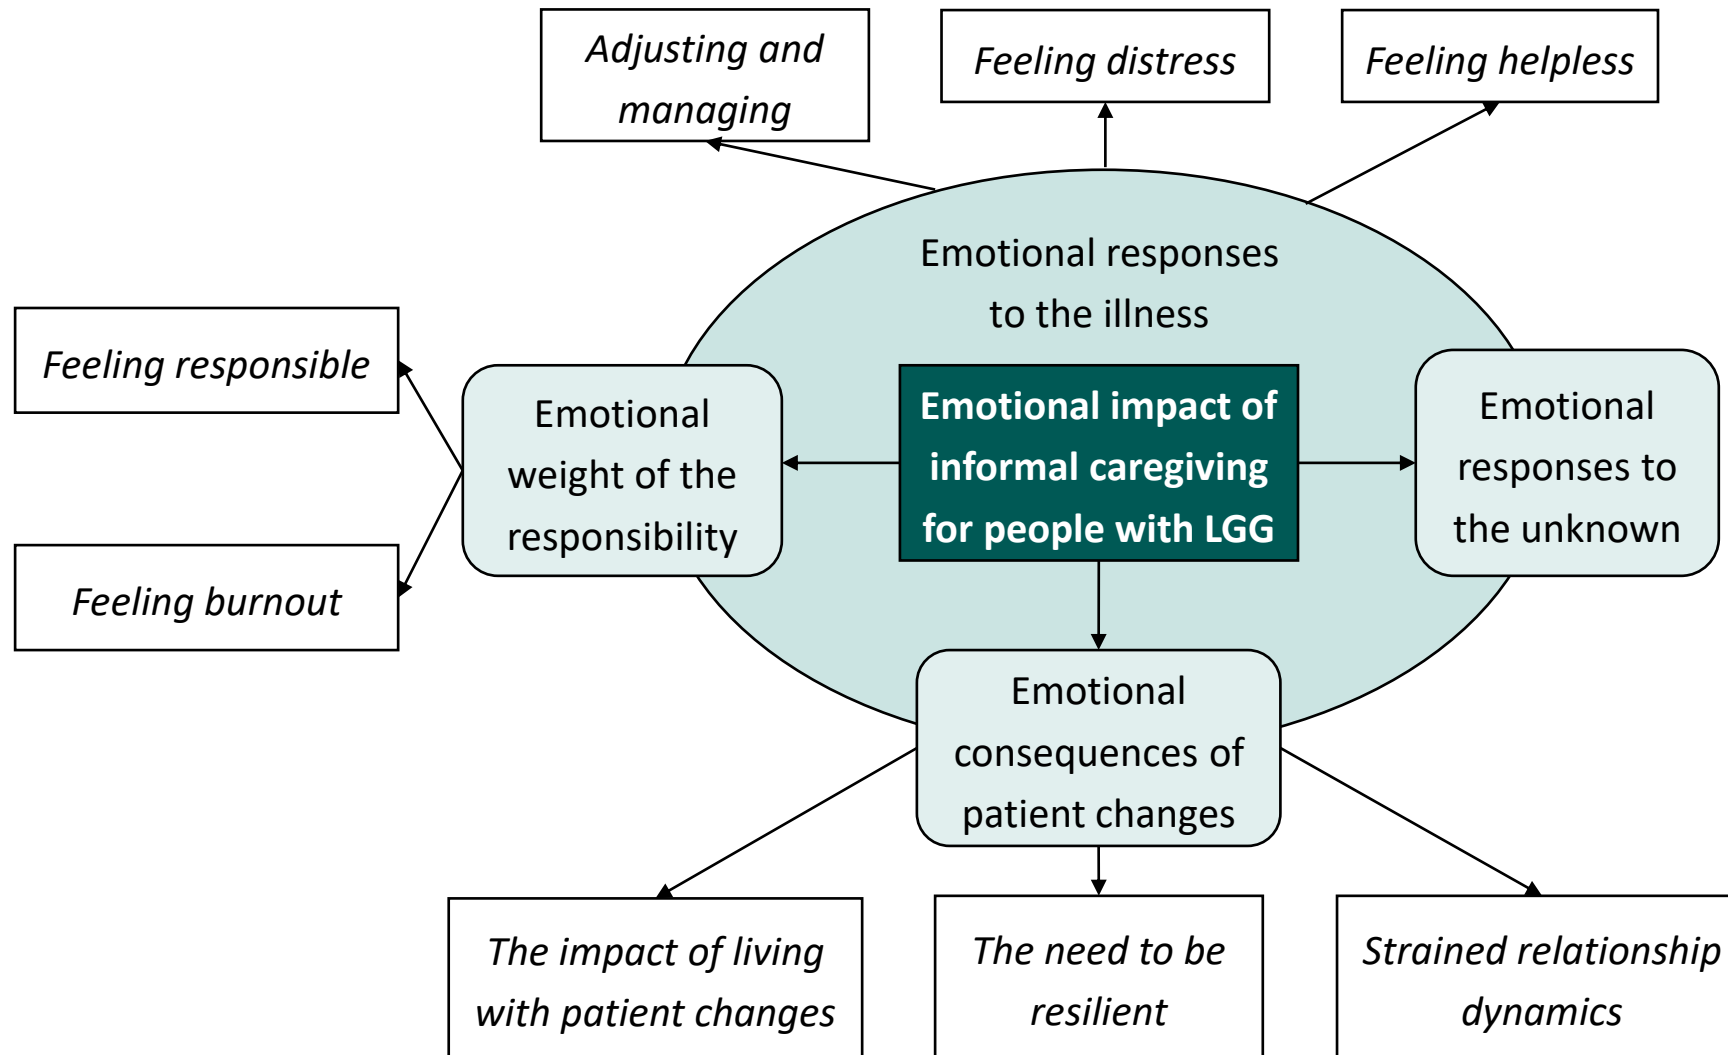 Adjusting and
managing
Feeling distress
Feeling helpless
Emotional responses
to the illness
Feeling responsible
Feeling burnout
Emotional
weight of the
responsibility
Emotional impact of
informal caregiving
for people with LGG
Emotional
responses to
the unknown
Emotional
consequences of
patient changes
The impact of living
with patient changes
The need to be
resilient
Strained relationship
dynamics